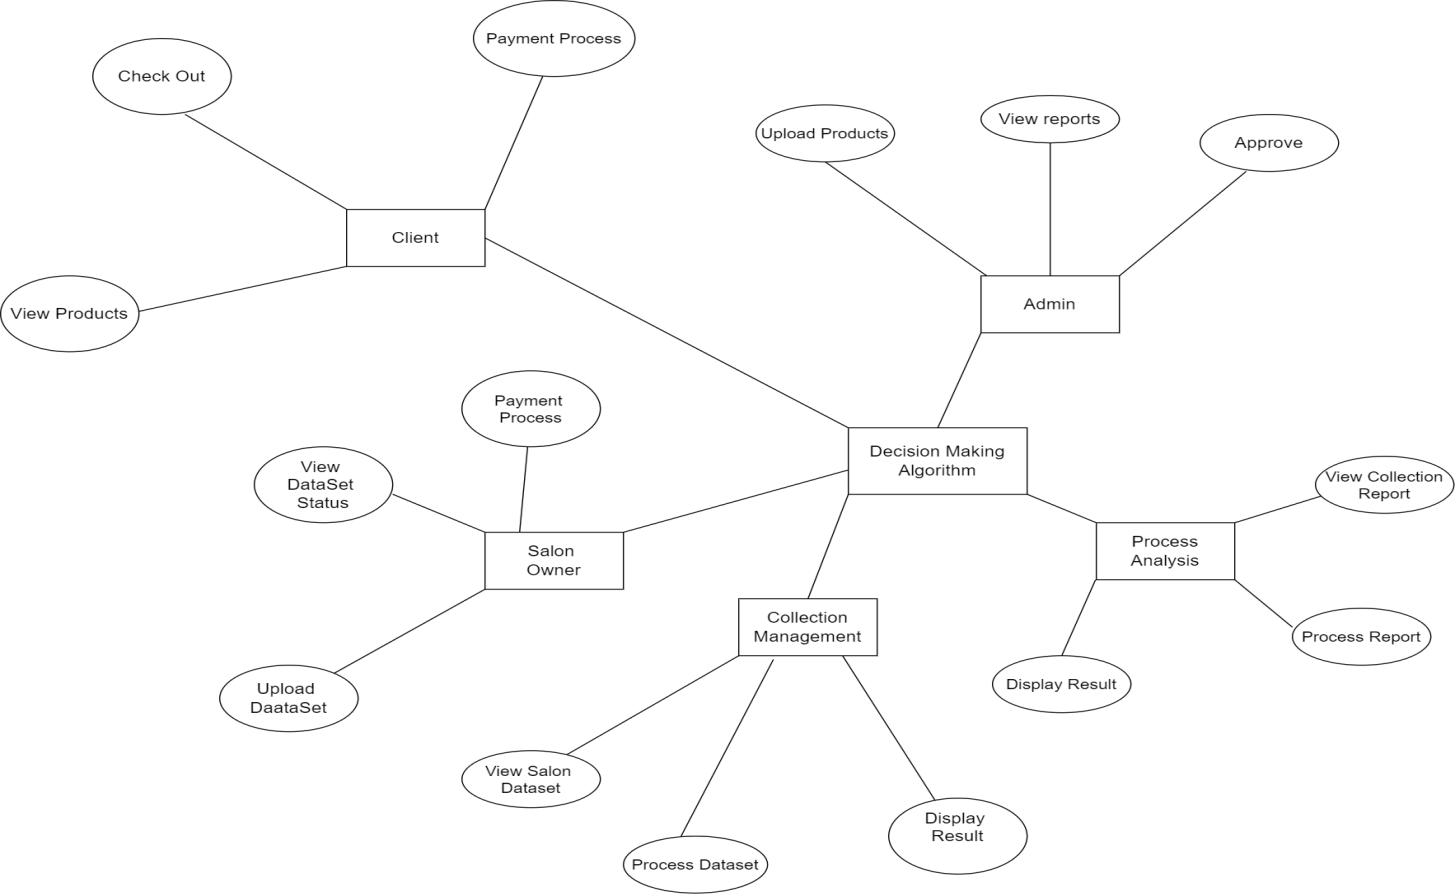 Payment Process
Check Out
View reports
Upload Products
Approve
Client
Admin
View Products
Payment
Process
Decision Making
Algorithm
View
DataSet
Status
View Collection
Report
Salon
Owner
Process
Analysis
Collection
Management
Process Report
Display Result
Upload
DaataSet
View Salon
Dataset
Display
Result
Process Dataset